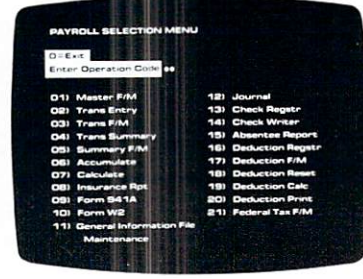 PAYROLL SELECTION MENU
0=Exit
Enter Operation Code
01) Master F/M
02) Trans Entry
03) Trans F/M
04) Trans Summary
05) Summary F/M
06) Accumulate
07) Calculate
08) Insurance Rpt
09) Form 941A
10) Form W2
11) General Information File
Maintenance
12) Journal
13) Check Regstr
14) Check Writer
15) Absentee Report
16) Deduction Regstr
17) Deduction F/M
18) Deduction Reset
19) Deduction Calc
20) Deduction Print
21) Federal Tax F/M